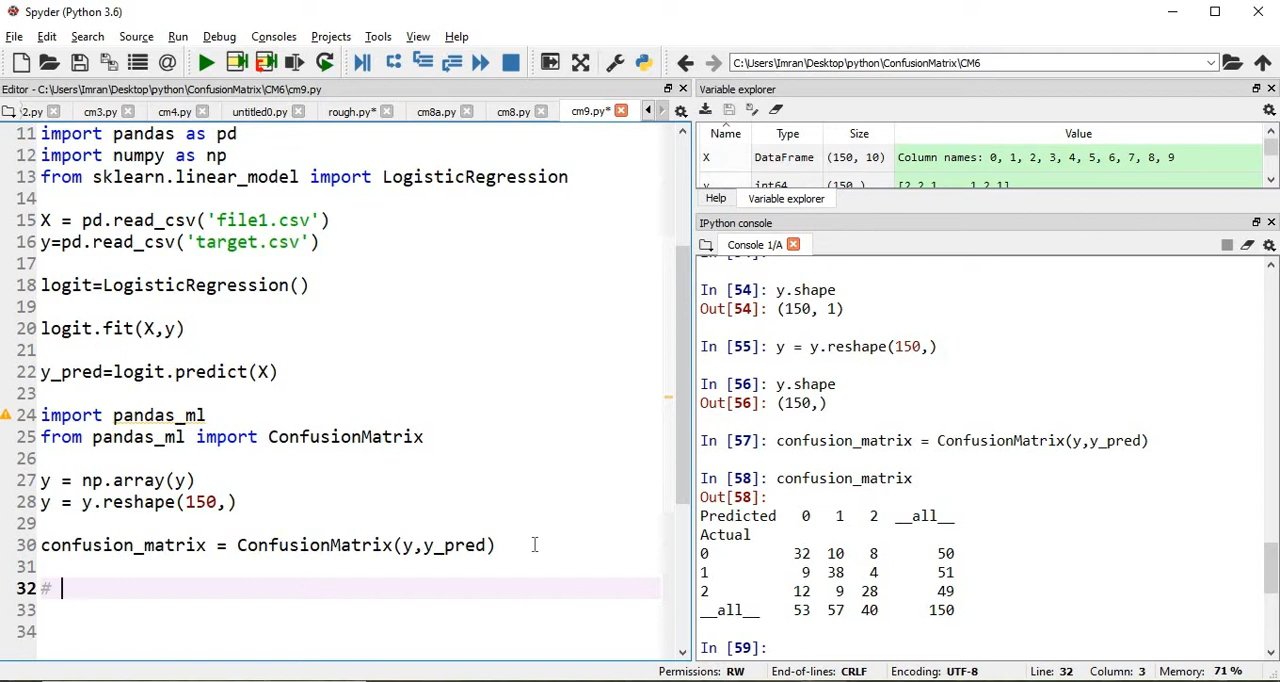 Spyder (Python 3.6)
File Edit Search Source Run Debug Consoles Projects Tools View Help
C:\Users\Imran\Desktop\python\ConfusionMatrix\CM6
Editor - C:\Users\Imran\Desktop\python\ConfusionMatrix\CM6\cm9.py
2.py cm3.py cm4.py untitled0.py rough.py* cm8a.py cm8.py cm9.py*
11 import pandas as pd
12 import numpy as np
13 from sklearn.linear_model import LogisticRegression
14
15 X = pd.read_csv('file1.csv')
16 y=pd.read_csv('target.csv')
17
18 logit=LogisticRegression()
19
20 logit.fit(X,y)
21
22 y_pred=logit.predict(X)
23
24 import pandas_ml
25 from pandas_ml import ConfusionMatrix
26
27 y = np.array(y)
28 y = y.reshape(150,)
29
30 confusion_matrix = ConfusionMatrix(y,y_pred)
31
32 #
33
34
Variable explorer
Name Type Size Value
X DataFrame (150, 10) Column names: 0, 1, 2, 3, 4, 5, 6, 7, 8, 9
y int64 (150,) [2 2 1 ... 1 2 1]
Help Variable explorer
IPython console
Console 1/A
In [54]: y.shape
Out[54]: (150, 1)
In [55]: y = y.reshape(150,)
In [56]: y.shape
Out[56]: (150,)
In [57]: confusion_matrix = ConfusionMatrix(y,y_pred)
In [58]: confusion_matrix
Out[58]:
Predicted 0 1 2 __all__
Actual
0 32 10 8 50
1 9 38 4 51
2 12 9 28 49
__all__ 53 57 40 150
In [59]:
Permissions: RW End-of-lines: CRLF Encoding: UTF-8 Line: 32 Column: 3 Memory: 71 %